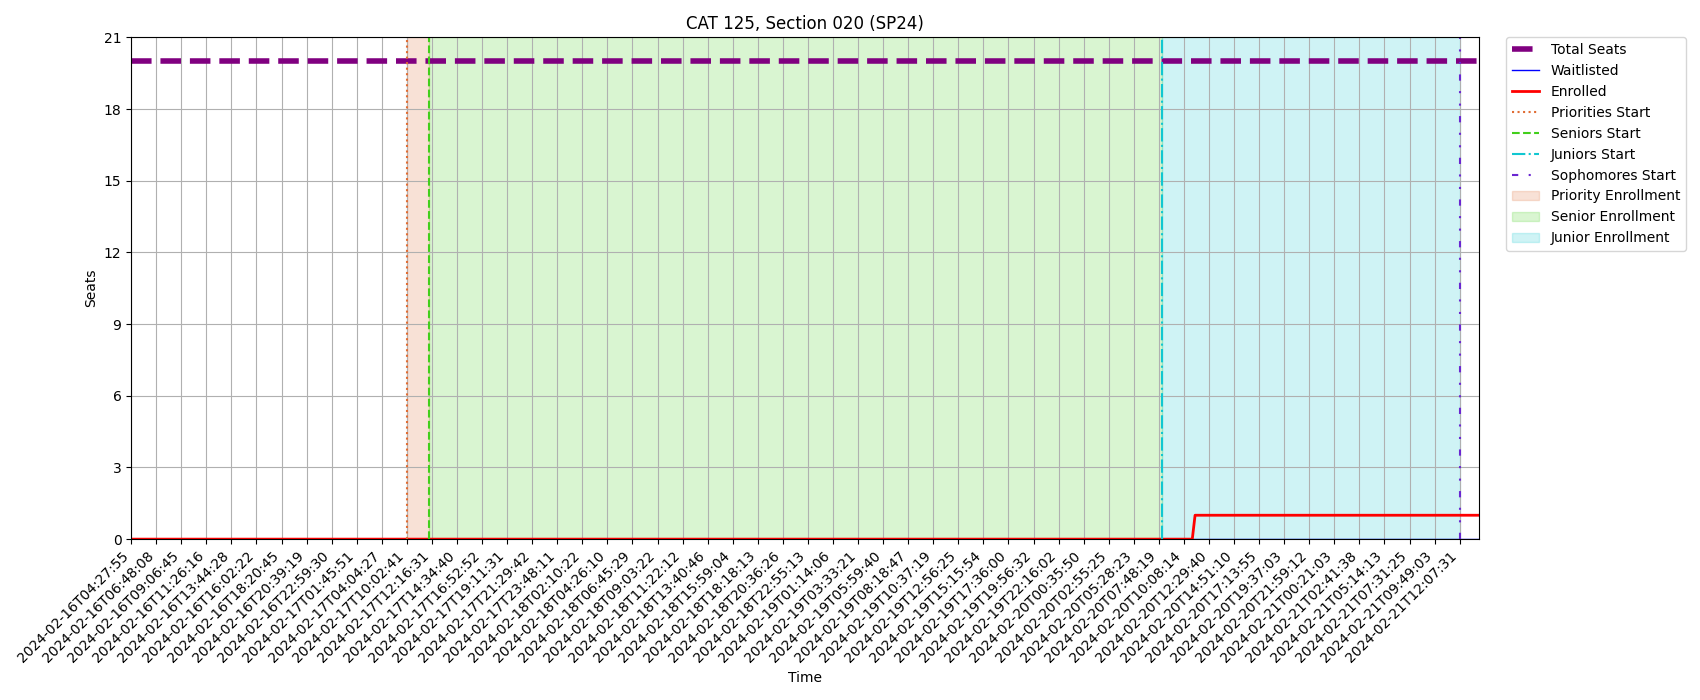 CAT 125, Section 020 (SP24)
21
18
15
12
9
6
3
0
Seats
2024-02-16T04:27:55
2024-02-16T06:48:08
2024-02-16T09:06:45
2024-02-16T11:26:16
2024-02-16T13:44:28
2024-02-16T16:02:22
2024-02-16T18:20:45
2024-02-16T20:39:19
2024-02-16T22:59:30
2024-02-17T01:45:51
2024-02-17T04:04:27
2024-02-17T10:02:41
2024-02-17T12:16:31
2024-02-17T14:34:40
2024-02-17T16:52:52
2024-02-17T19:11:31
2024-02-17T21:29:42
2024-02-17T23:48:11
2024-02-18T02:10:22
2024-02-18T04:26:10
2024-02-18T06:45:29
2024-02-18T09:03:22
2024-02-18T11:22:12
2024-02-18T13:40:46
2024-02-18T15:59:04
2024-02-18T18:18:13
2024-02-18T20:36:26
2024-02-18T22:55:13
2024-02-19T01:14:06
2024-02-19T03:33:21
2024-02-19T05:59:40
2024-02-19T08:18:47
2024-02-19T10:37:19
2024-02-19T12:56:25
2024-02-19T15:15:54
2024-02-19T17:36:00
2024-02-19T19:56:32
2024-02-19T22:16:02
2024-02-20T00:35:50
2024-02-20T02:55:25
2024-02-20T05:28:23
2024-02-20T07:48:19
2024-02-20T10:08:14
2024-02-20T12:29:40
2024-02-20T14:51:10
2024-02-20T17:13:55
2024-02-20T19:37:03
2024-02-20T21:59:12
2024-02-21T00:21:03
2024-02-21T02:41:38
2024-02-21T05:14:13
2024-02-21T07:31:25
2024-02-21T09:49:03
2024-02-21T12:07:31
Time
Total Seats
Waitlisted
Enrolled
Priorities Start
Seniors Start
Juniors Start
Sophomores Start
Priority Enrollment
Senior Enrollment
Junior Enrollment